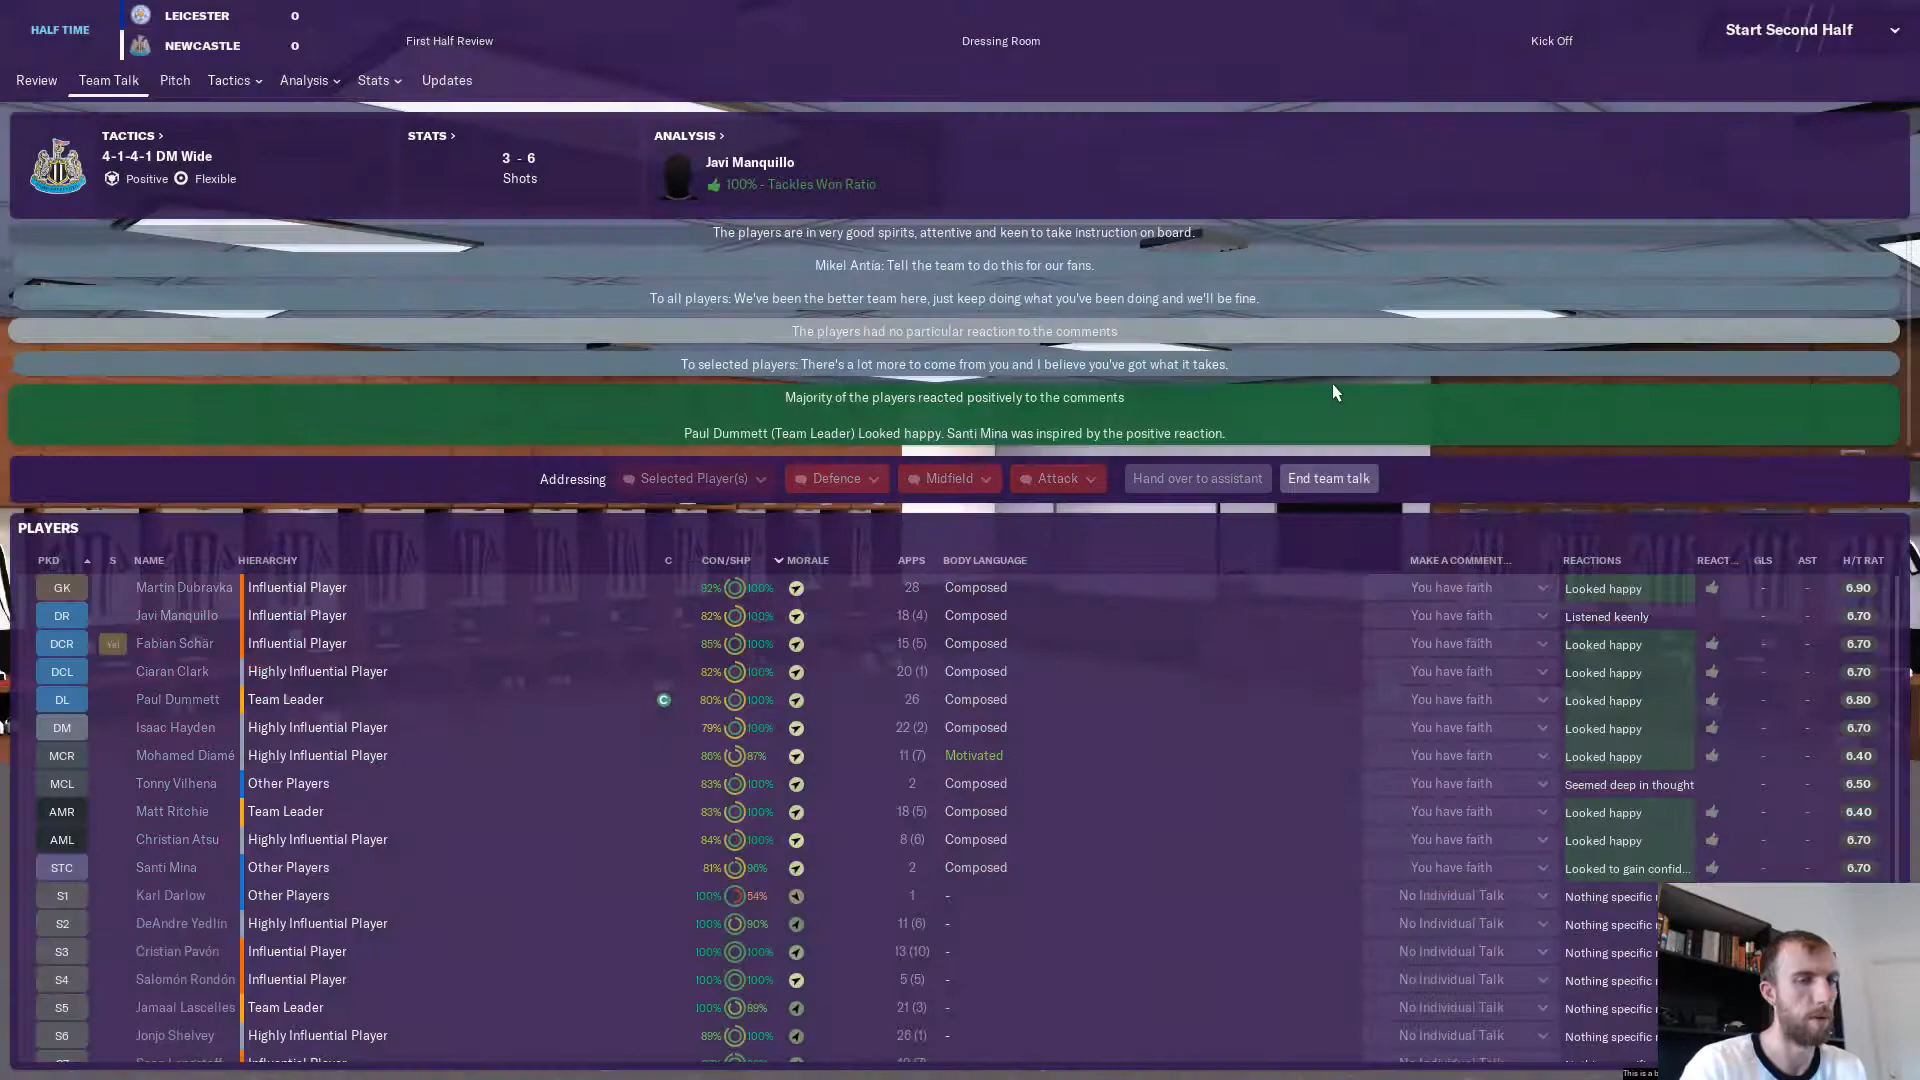 HALF TIME
LEICESTER 0
NEWCASTLE 0
First Half Review
Dressing Room
Kick Off
Start Second Half
Review Team Talk Pitch Tactics Analysis Stats Updates
TACTICS >
4-1-4-1 DM Wide
Positive Flexible
STATS >
3 - 6
Shots
ANALYSIS >
Javi Manquillo
100% - Tackles Won Ratio
The players are in very good spirits, attentive and keen to take instruction on board.
Mikel Antía: Tell the team to do this for our fans.
To all players: We've been the better team here, just keep doing what you've been doing and we'll be fine.
The players had no particular reaction to the comments
To selected players: There's a lot more to come from you and I believe you've got what it takes.
Majority of the players reacted positively to the comments
Paul Dummett (Team Leader) Looked happy. Santi Mina was inspired by the positive reaction.
Addressing Selected Player(s) Defence Midfield Attack Hand over to assistant End team talk
PLAYERS
PKD S NAME HIERARCHY C CON/SHP MORALE APPS BODY LANGUAGE MAKE A COMMENT... REACTIONS REACT... GLS AST H/T RAT
GK Martin Dubravka Influential Player 92% 100% 28 Composed You have faith Looked happy - - 6.90
DR Javi Manquillo Influential Player 82% 100% 18 (4) Composed You have faith Listened keenly - - 6.70
DCR Yel Fabian Schär Influential Player 85% 100% 15 (5) Composed You have faith Looked happy - - 6.70
DCL Ciaran Clark Highly Influential Player 82% 100% 20 (1) Composed You have faith Looked happy - - 6.70
DL Paul Dummett Team Leader C 80% 100% 26 Composed You have faith Looked happy - - 6.80
DM Isaac Hayden Highly Influential Player 79% 100% 22 (2) Composed You have faith Looked happy - - 6.70
MCR Mohamed Diamé Highly Influential Player 86% 87% 11 (7) Motivated You have faith Looked happy - - 6.40
MCL Tonny Vilhena Other Players 83% 100% 2 Composed You have faith Seemed deep in thought - - 6.50
AMR Matt Ritchie Team Leader 83% 100% 18 (5) Composed You have faith Looked happy - - 6.40
AML Christian Atsu Highly Influential Player 84% 100% 8 (6) Composed You have faith Looked happy - - 6.70
STC Santi Mina Other Players 81% 96% 2 Composed You have faith Looked to gain confid... - - 6.70
S1 Karl Darlow Other Players 100% 54% 1 - No Individual Talk Nothing specific
S2 DeAndre Yedlin Highly Influential Player 100% 90% 11 (6) - No Individual Talk Nothing specific
S3 Cristian Pavón Influential Player 100% 100% 13 (10) - No Individual Talk Nothing specific
S4 Salomón Rondón Influential Player 100% 100% 5 (5) - No Individual Talk Nothing specific
S5 Jamaal Lascelles Team Leader 100% 89% 21 (3) - No Individual Talk Nothing specific
S6 Jonjo Shelvey Highly Influential Player 89% 100% 26 (1) - No Individual Talk Nothing specific
This is a